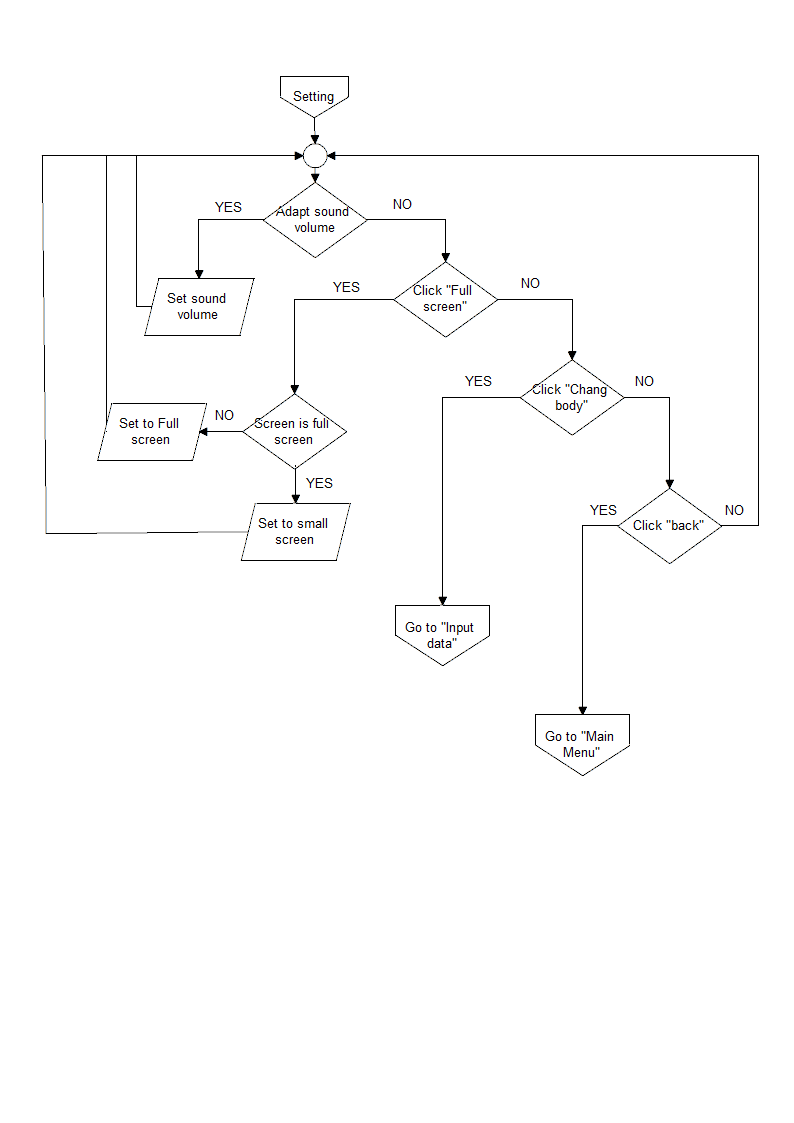 Setting
Adapt sound
volume
YES
NO
Set sound
volume
Click "Full
screen"
YES
NO
Screen is full
screen
NO
YES
Set to Full
screen
Set to small
screen
Click "Chang
body"
YES
NO
Click "back"
YES
NO
Go to "Input
data"
Go to "Main
Menu"